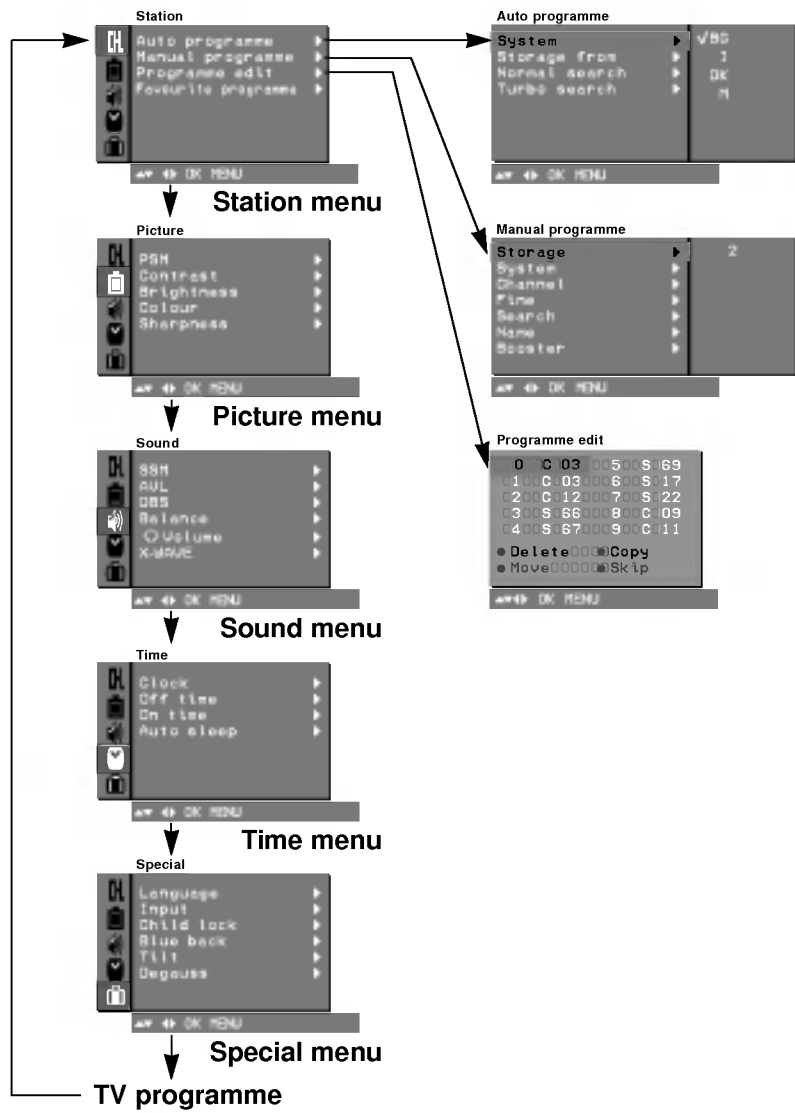 Station
Auto programme
Manual programme
Programme edit
Favourite programme
OK MENU
Station menu
Auto programme
System
Storage from
Normal search
Turbo search
√BG
I
DK
M
OK MENU
Picture
PSM
Contrast
Brightness
Colour
Sharpness
OK MENU
Picture menu
Manual programme
Storage
System
Channel
Fine
Search
Name
Booster
2
OK MENU
Sound
SSM
AVL
DBS
Balance
Volume
X-WAVE
OK MENU
Sound menu
Programme edit
0 C 03 5 S 69
1 C 03 6 S 17
2 C 12 7 S 22
3 S 66 8 C 09
4 S 67 9 C 11
Delete Copy
Move Skip
OK MENU
Time
Clock
Off time
On time
Auto sleep
OK MENU
Time menu
Special
Language
Input
Child lock
Blue back
Tilt
Degauss
OK MENU
Special menu
TV programme